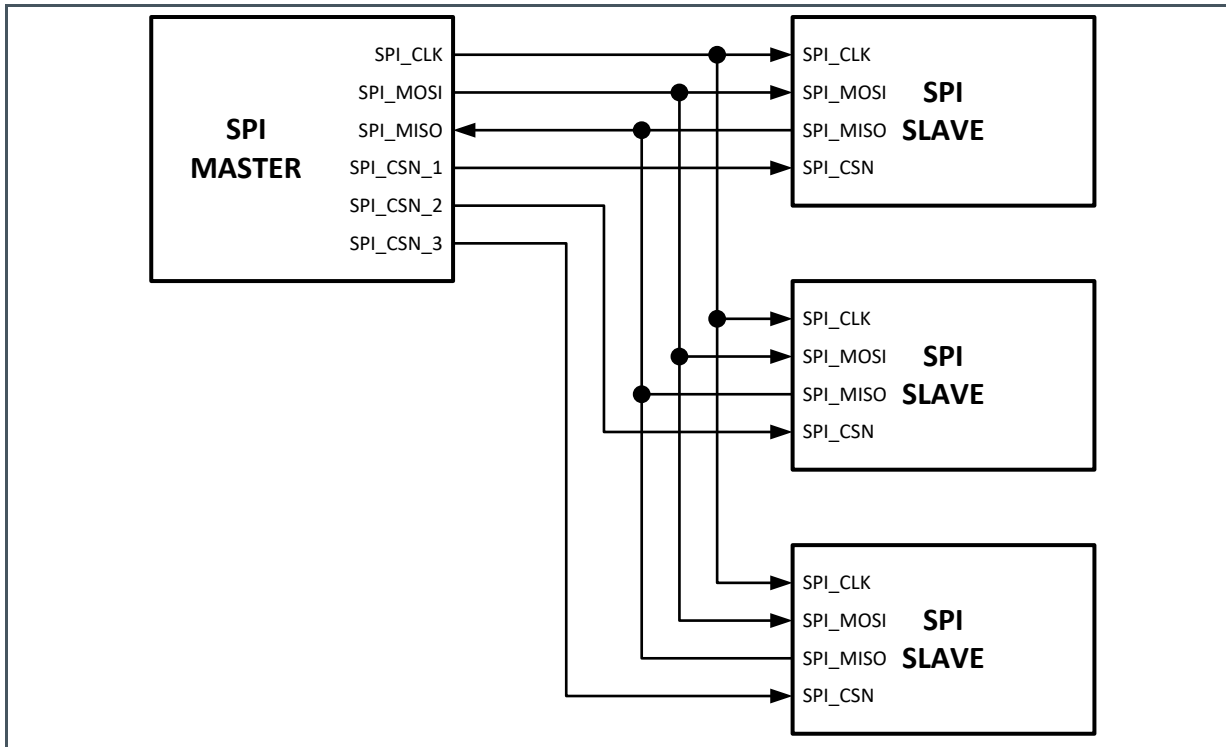 SPI_CLK
SPI_MOSI
SPI_MISO
SPI_CSN_1
SPI_CSN_2
SPI_CSN_3
SPI
MASTER
SPI_CLK
SPI_MOSI
SPI_MISO
SPI_CSN
SPI
SLAVE
SPI_CLK
SPI_MOSI
SPI_MISO
SPI_CSN
SPI
SLAVE
SPI_CLK
SPI_MOSI
SPI_MISO
SPI_CSN
SPI
SLAVE